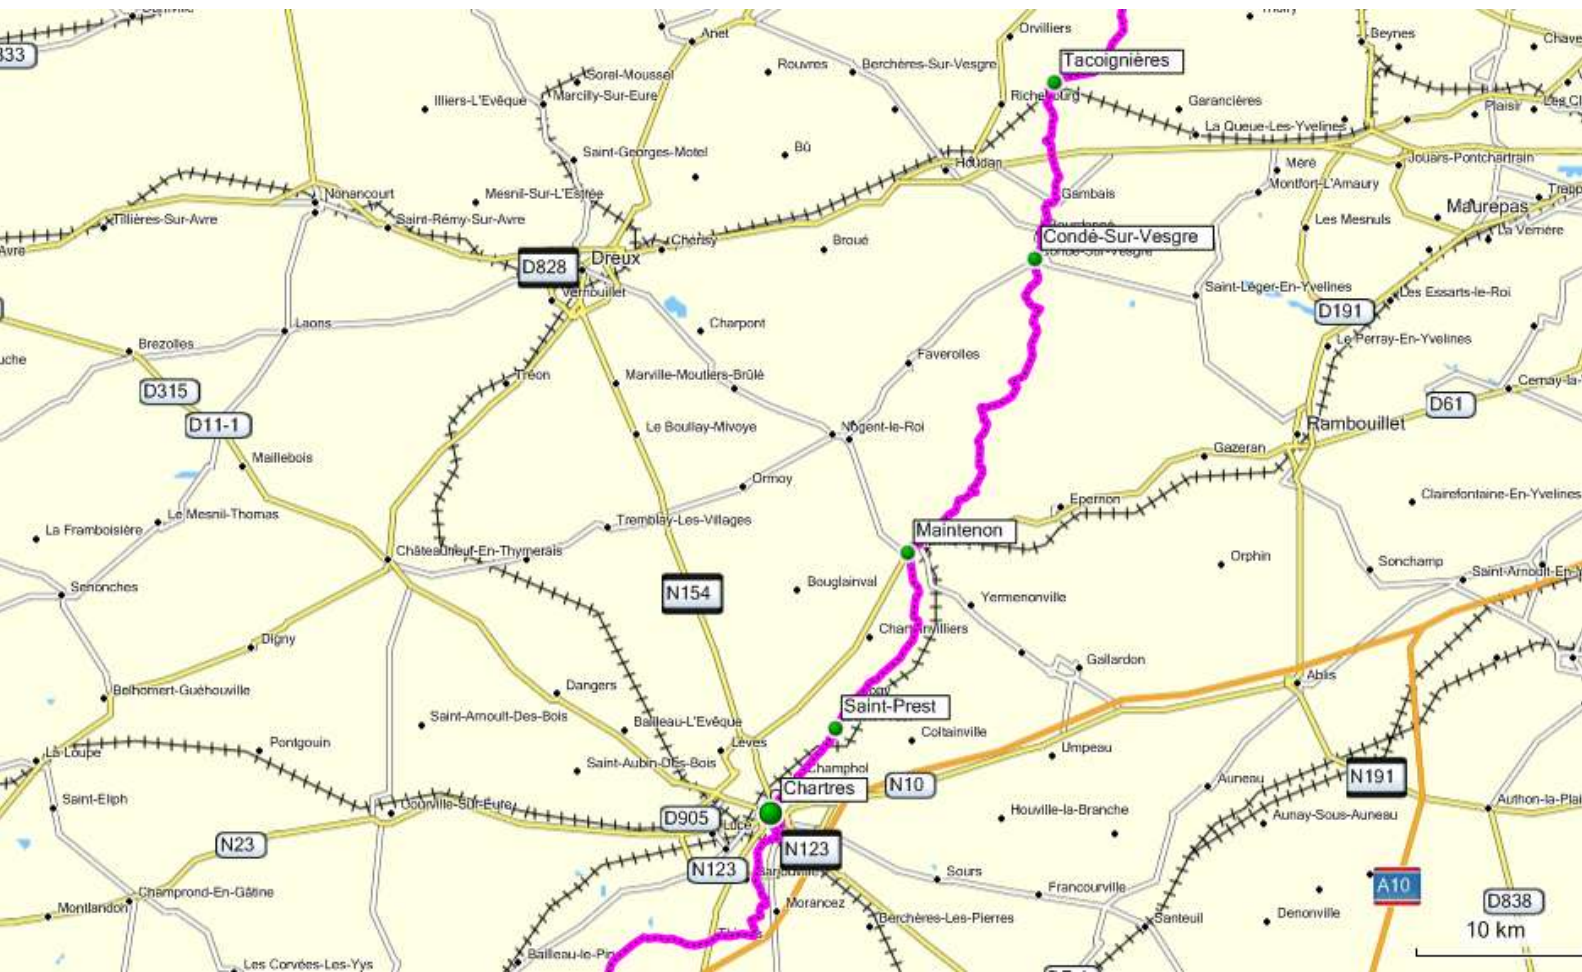 Anet
Orvilliers
Beynes
Tacoignières
Rouvres
Berchères-Sur-Vesgre
Sorel-Moussel
Illiers-L'Evêque
Marcilly-Sur-Eure
Garancières
Plaisir
La Queue-Les-Yvelines
Saint-Georges-Motel
Bû
Houdan
Méré
Jouars-Pontchartrain
Nonancourt
Mesnil-Sur-L'Estrée
Gambais
Montfort-L'Amaury
Tillières-Sur-Avre
Saint-Rémy-Sur-Avre
Maurepas
Les Mesnuls
La Verrière
Chérisy
Broué
Condé-Sur-Vesgre
D828
Dreux
Vernouillet
Saint-Léger-En-Yvelines
Les Essarts-le-Roi
D191
Laons
Charpont
Brezolles
Le Perray-En-Yvelines
Faverolles
Tréon
Marville-Moutiers-Brûlé
D315
D61
D11-1
Le Boullay-Mivoye
Nogent-le-Roi
Rambouillet
Gazeran
Maillebois
Ormoy
Clairefontaine-En-Yvelines
Epernon
Le Mesnil-Thomas
Tremblay-Les-Villages
La Framboisière
Maintenon
Châteauneuf-En-Thymerais
Orphin
Sonchamp
Senonches
Bouglainval
N154
Yermenonville
Digny
Gallardon
Ablis
Dangers
Belhomert-Guéhouville
Saint-Prest
Saint-Arnoult-Des-Bois
Bailleau-L'Evêque
Coltainville
Pontgouin
Lèves
Umpeau
La Loupe
Saint-Aubin-Des-Bois
Champhol
Auneau
N191
Chartres
N10
Saint-Eliph
Courville-Sur-Eure
Houville-la-Branche
Aunay-Sous-Auneau
D905
Lucé
N23
N123
N123
Sours
A10
Francourville
Champrond-En-Gâtine
Montlandon
Morancez
D838
Berchères-Les-Pierres
Santeuil
Denonville
10 km
Les Corvées-Les-Yys